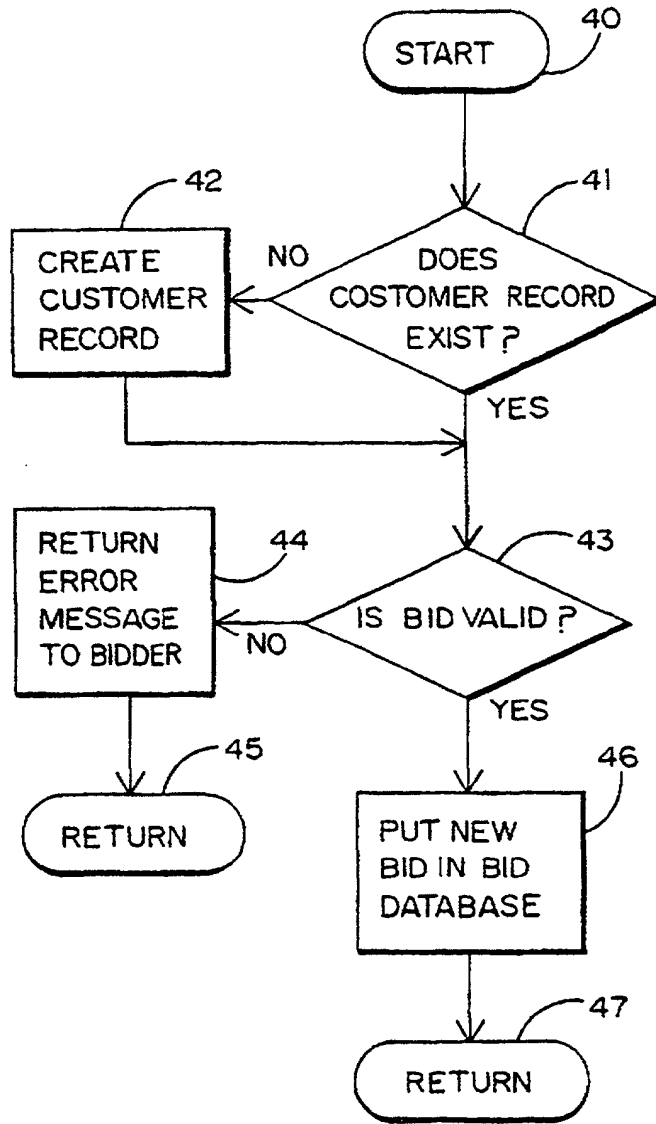 START
40
42
41
CREATE
CUSTOMER
RECORD
NO
DOES
COSTOMER RECORD
EXIST?
YES
RETURN
ERROR
MESSAGE
TO BIDDER
44
43
IS BID VALID?
NO
YES
45
RETURN
46
PUT NEW
BID IN BID
DATABASE
47
RETURN